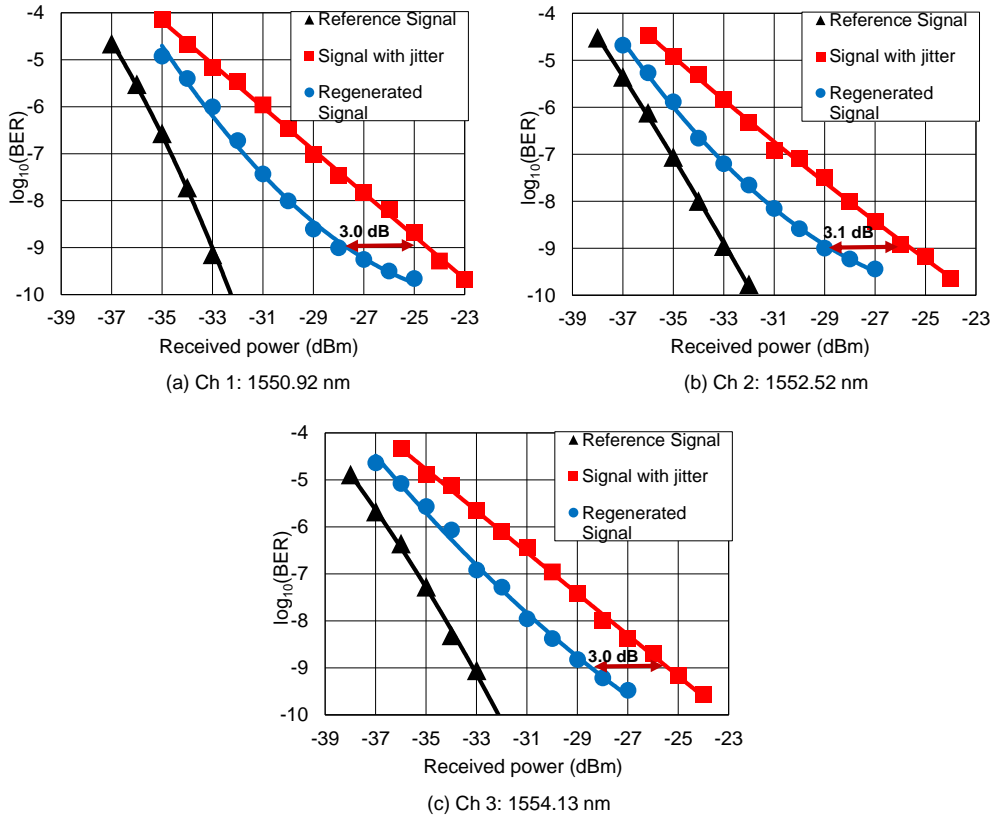 -4
-5
-6
-7
-8
-9
-10
log10(BER)
Reference Signal
Signal with jitter
Regenerated
Signal
3.0 dB
-39 -37 -35 -33 -31 -29 -27 -25 -23
Received power (dBm)
(a) Ch 1: 1550.92 nm
-4
-5
-6
-7
-8
-9
-10
log10(BER)
Reference Signal
Signal with jitter
Regenerated
Signal
3.1 dB
-39 -37 -35 -33 -31 -29 -27 -25 -23
Received power (dBm)
(b) Ch 2: 1552.52 nm
-4
-5
-6
-7
-8
-9
-10
log10(BER)
Reference Signal
Signal with jitter
Regenerated
Signal
3.0 dB
-39 -37 -35 -33 -31 -29 -27 -25 -23
Received power (dBm)
(c) Ch 3: 1554.13 nm